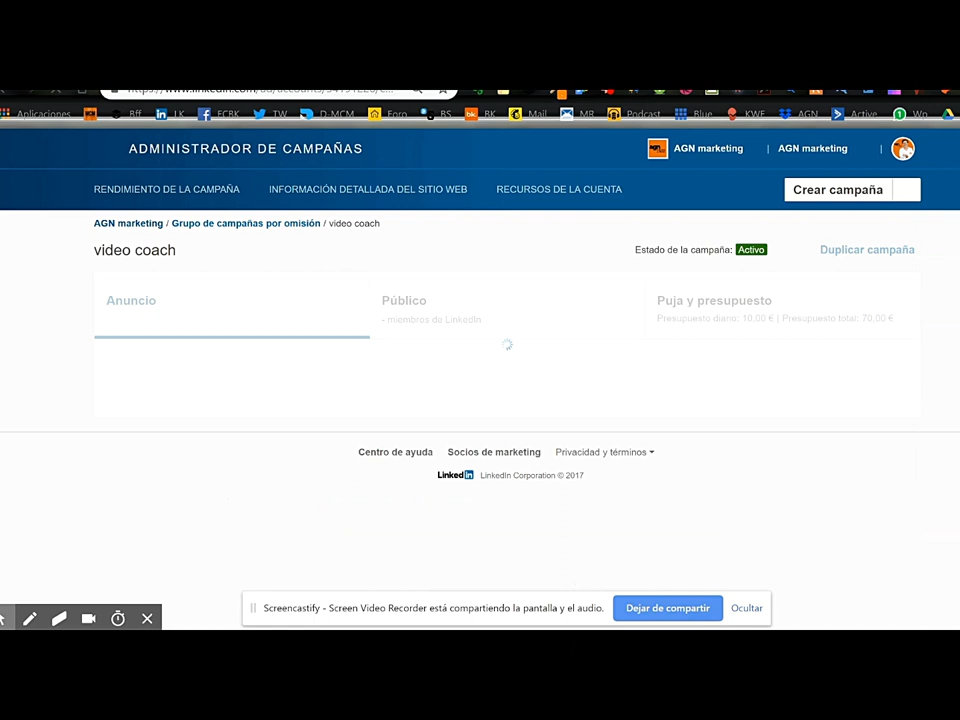 Aplicaciones Bff LK FCBK TW D-MCM Foro BS BK Mail MR Podcast Blue KWF AGN Active Wo
ADMINISTRADOR DE CAMPAÑAS AGN marketing | AGN marketing |
RENDIMIENTO DE LA CAMPAÑA INFORMACIÓN DETALLADA DEL SITIO WEB RECURSOS DE LA CUENTA Crear campaña
AGN marketing / Grupo de campañas por omisión / video coach
video coach Estado de la campaña: Activo Duplicar campaña
Anuncio Público Puja y presupuesto
- miembros de LinkedIn Presupuesto diario: 10,00 € | Presupuesto total: 70,00 €
Centro de ayuda Socios de marketing Privacidad y términos
Linked in LinkedIn Corporation © 2017
Screencastify - Screen Video Recorder está compartiendo la pantalla y el audio. Dejar de compartir Ocultar